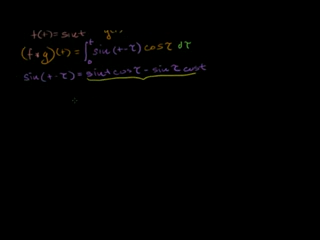 f(t) = sin t g(t)
(f * g)(t) = ∫₀ᵗ sin(t-τ) cos τ dτ
sin(t-τ) = sin t cos τ - sin τ cos t